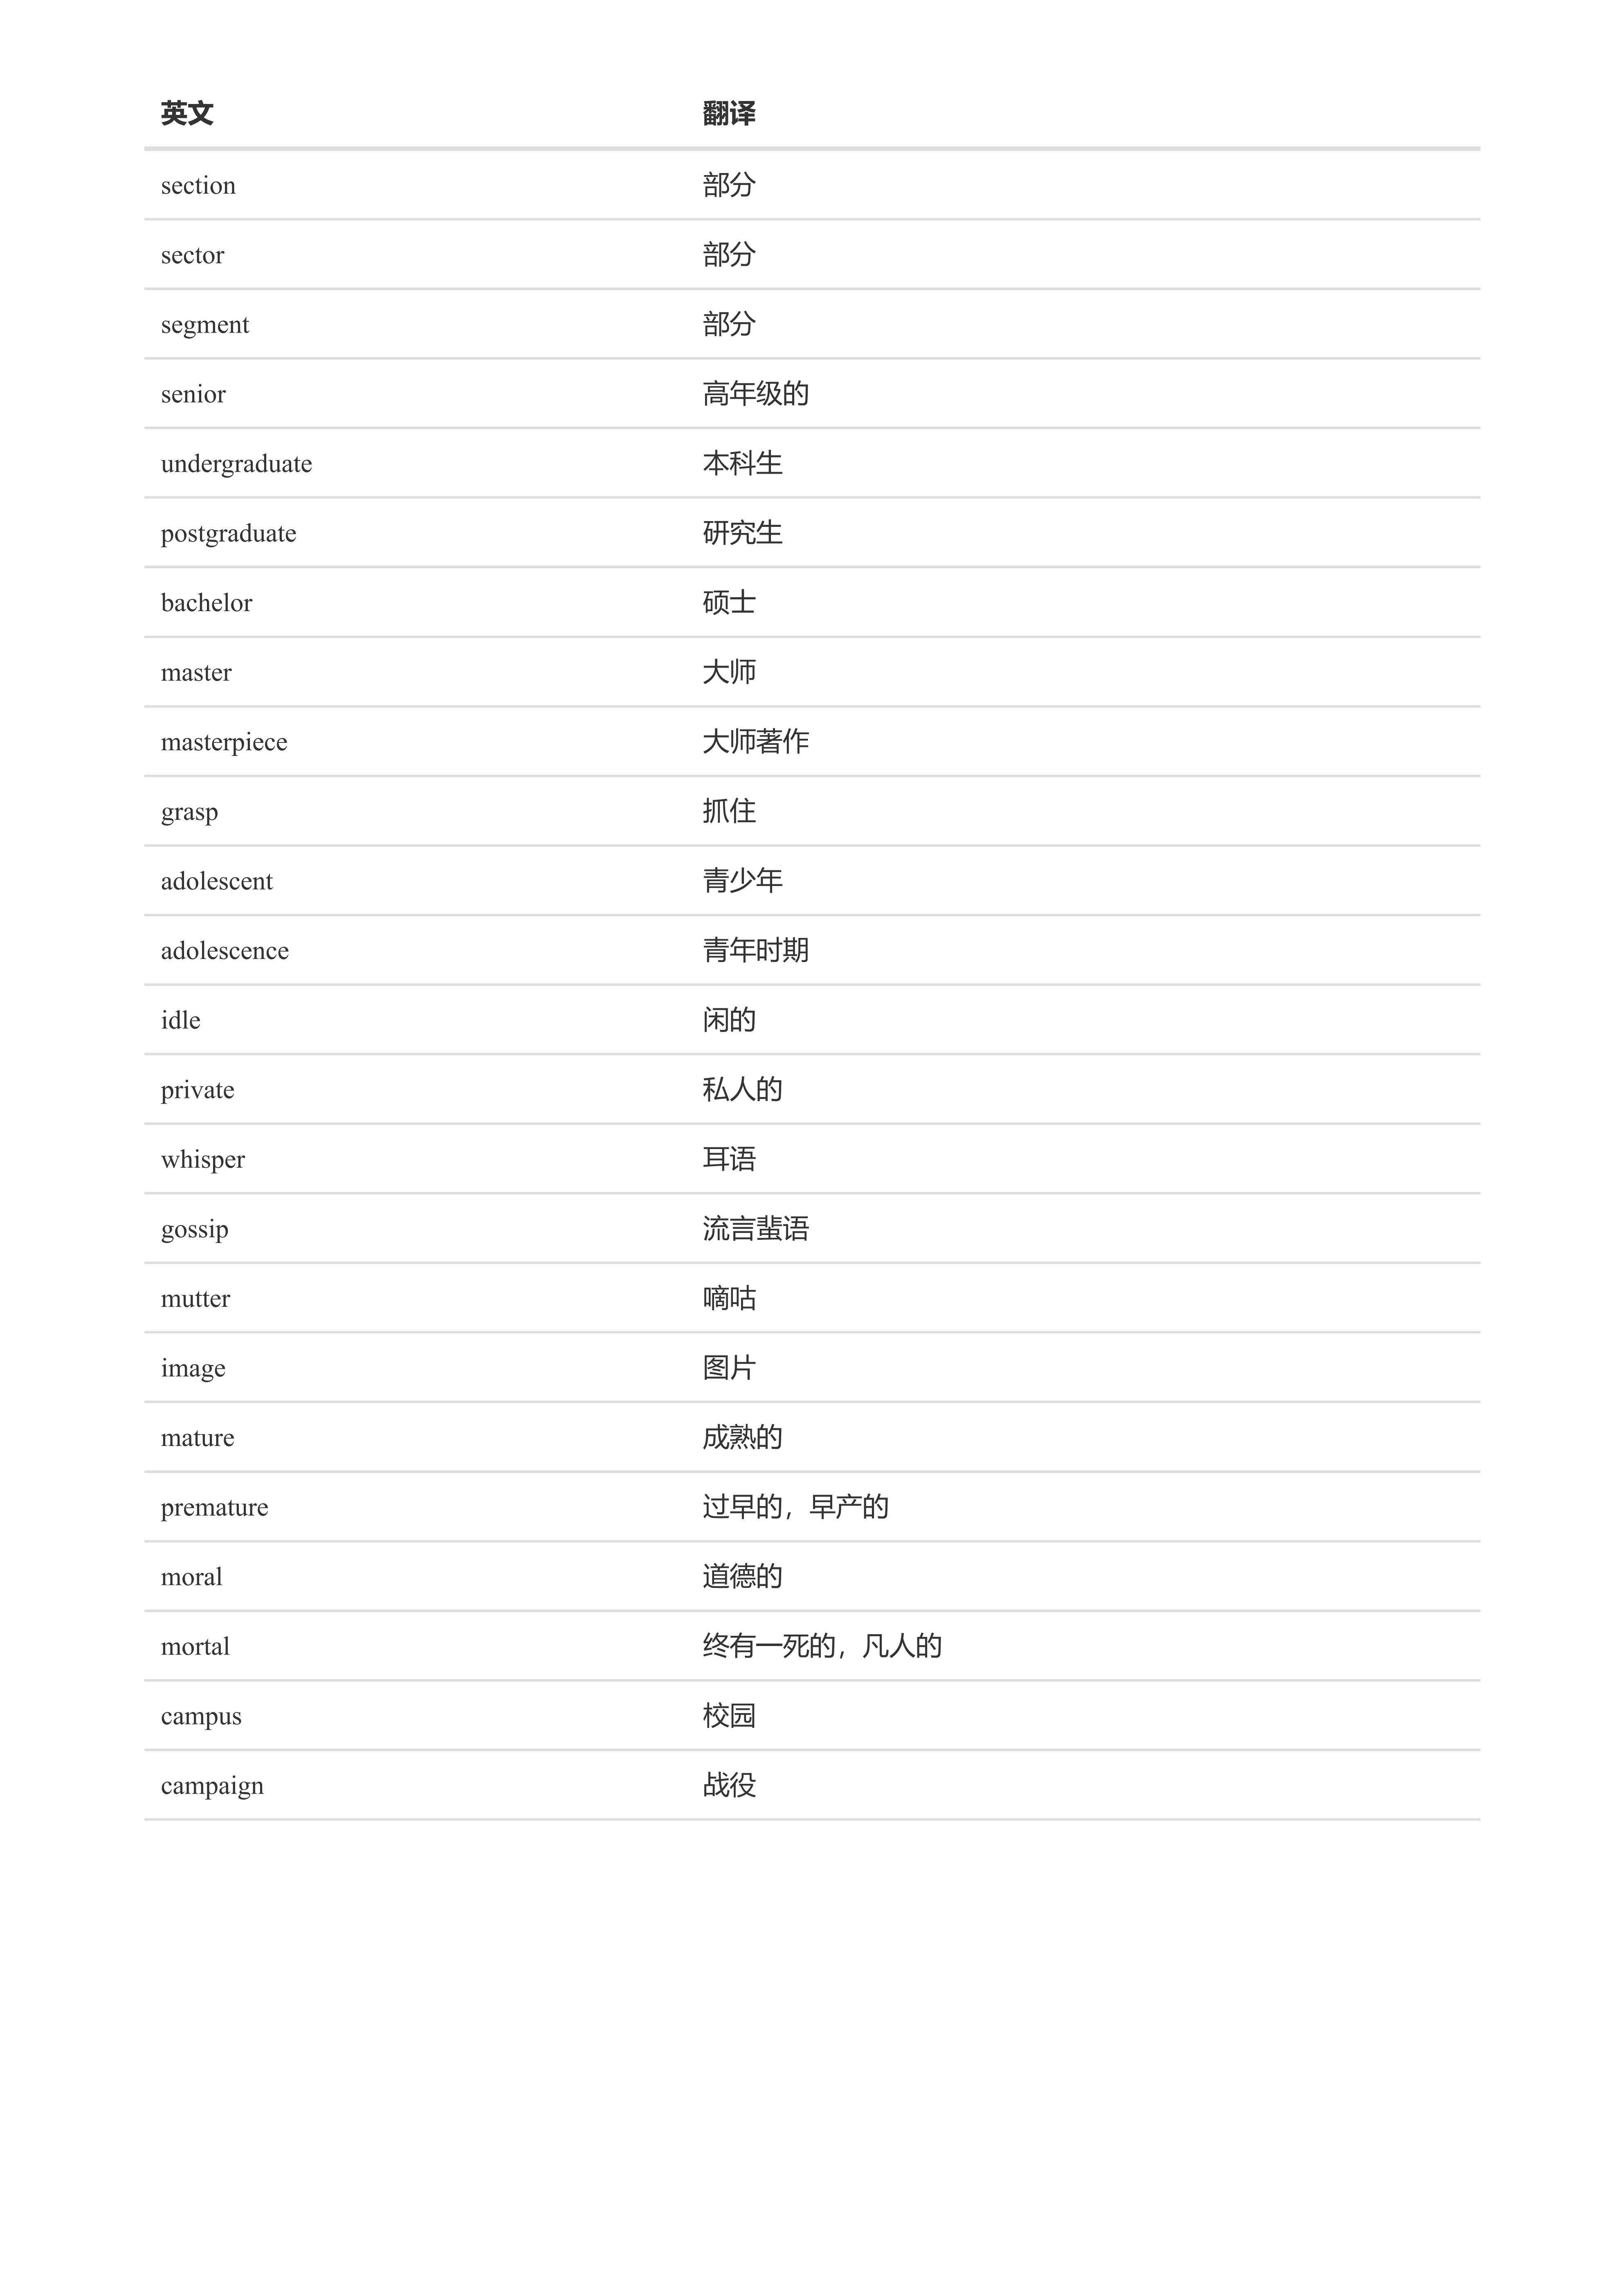 英文 翻译
section 部分
sector 部分
segment 部分
senior 高年级的
undergraduate 本科生
postgraduate 研究生
bachelor 硕士
master 大师
masterpiece 大师著作
grasp 抓住
adolescent 青少年
adolescence 青年时期
idle 闲的
private 私人的
whisper 耳语
gossip 流言蜚语
mutter 嘀咕
image 图片
mature 成熟的
premature 过早的，早产的
moral 道德的
mortal 终有一死的，凡人的
campus 校园
campaign 战役